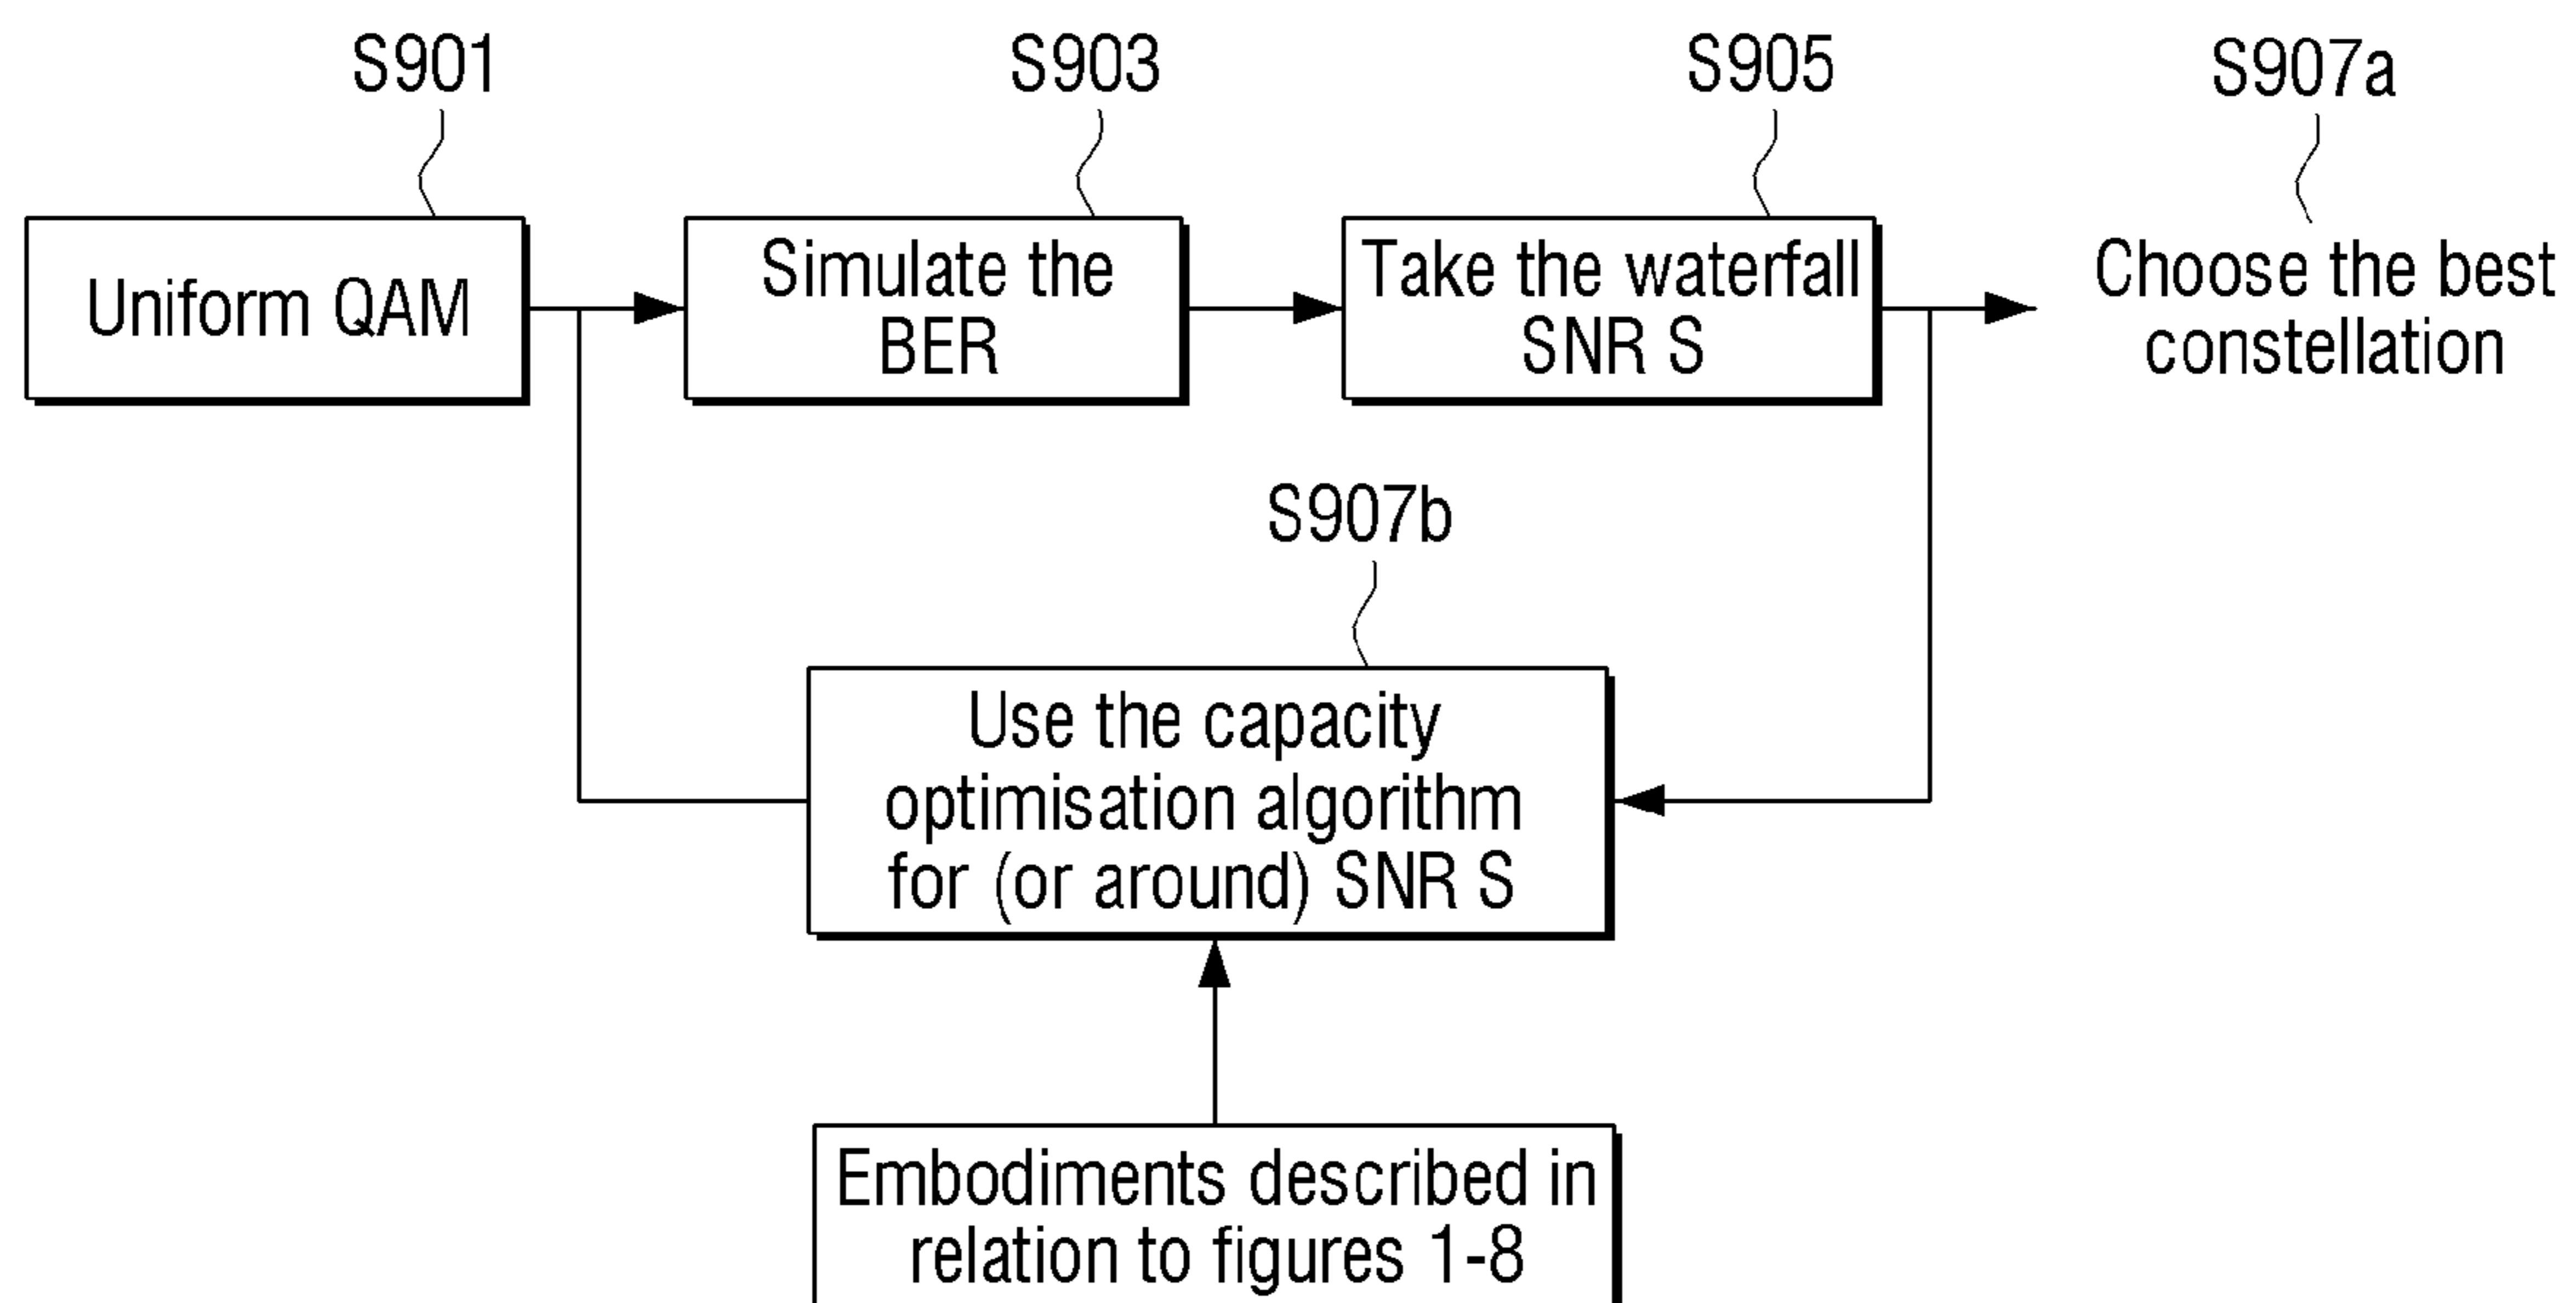 S901
S903
S905
S907a
Uniform QAM
Simulate the
BER
Take the waterfall
SNR S
Choose the best
constellation
S907b
Use the capacity
optimisation algorithm
for (or around) SNR S
Embodiments described in
relation to figures 1-8